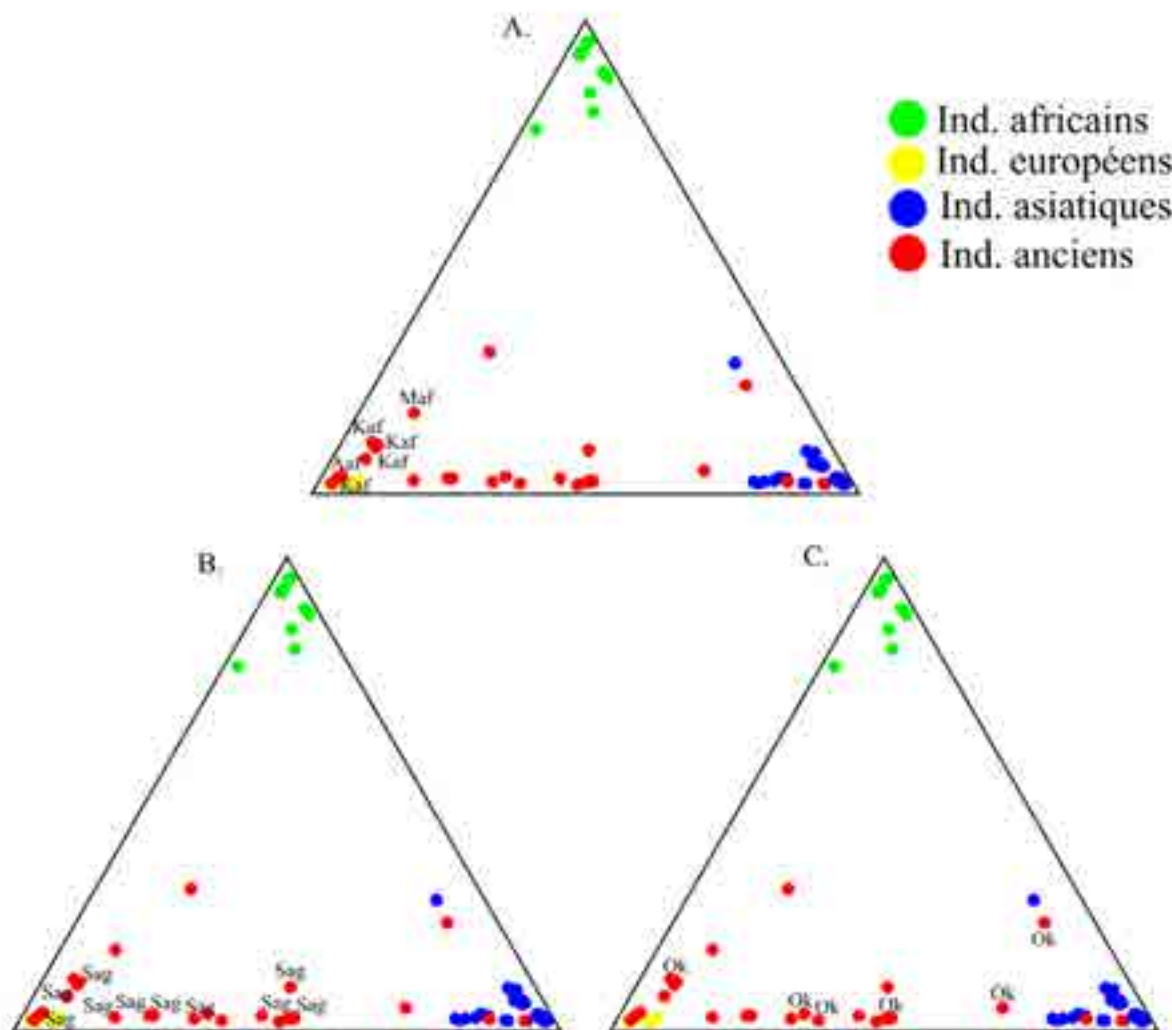 A.
Ind. africains
Ind. européens
Ind. asiatiques
Ind. anciens
Maf
Kaf
Kaf
Kaf
Kaf
B.
C.
Sag
Sag
Sag
Sag
Sag
Sag
Sag
Sag
Sag
Sag
Ok
Ok
Ok
Ok
Ok
Ok